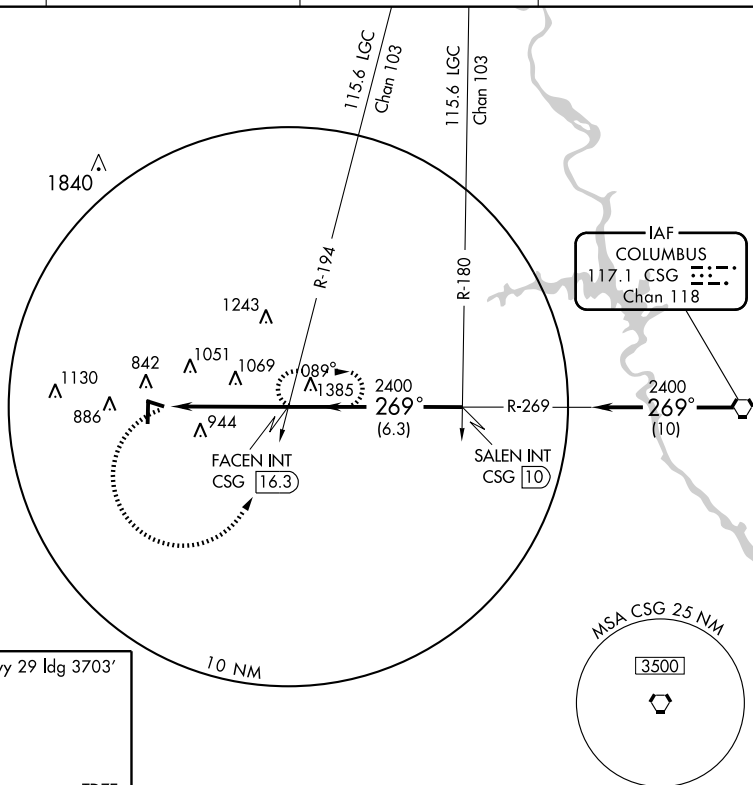 115.6 LGC
Chan 103
115.6 LGC
Chan 103
1840
IAF
COLUMBUS
117.1 CSG
Chan 118
R-194
R-180
1243
1051
842
1069
089°
1130
1385
2400
2400
886
269°
R-269
269°
944
(6.3)
(10)
FACEN INT
CSG 16.3
SALEN INT
CSG 10
MSA CSG 25 NM
3500
10 NM
29 ldg 3703'